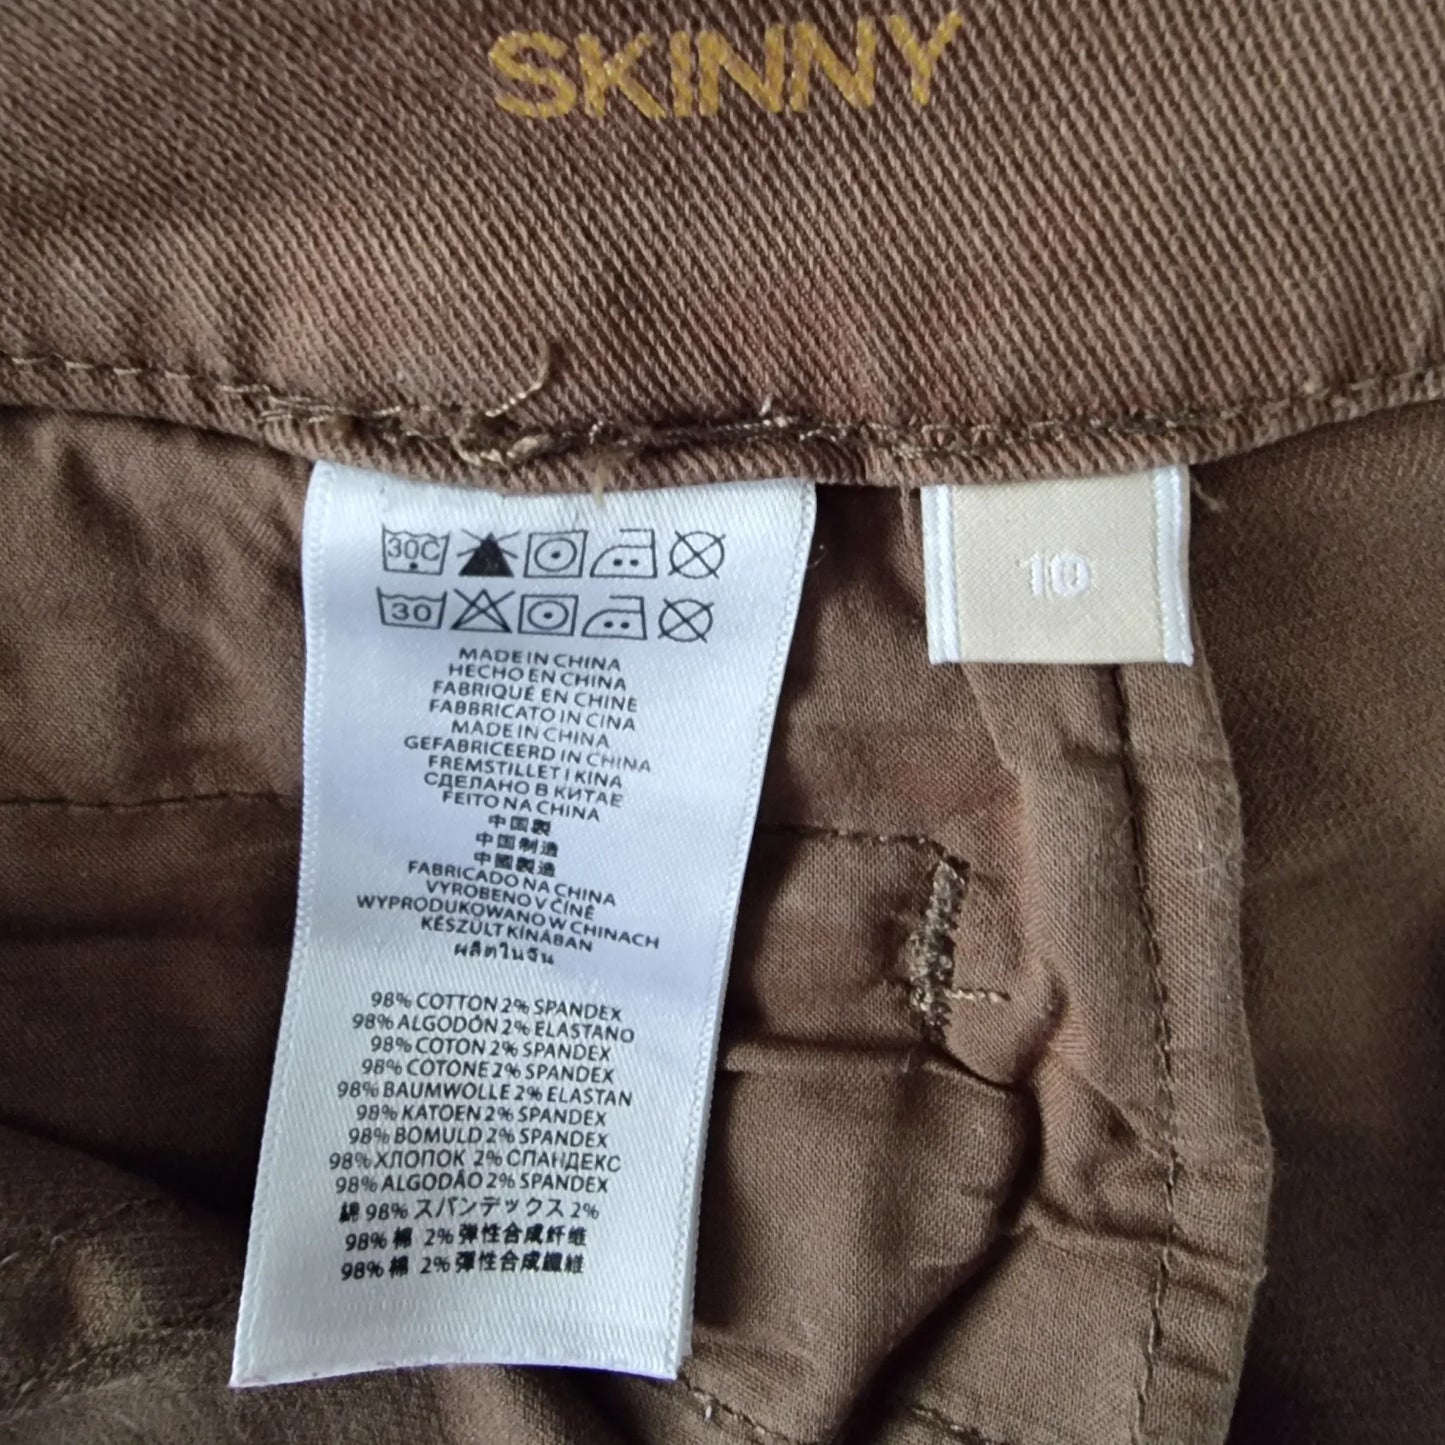 SKINNY
30C
30
10
MADE IN CHINA
HECHO EN CHINA
FABRIQUÉ EN CHINE
FABBRICATO IN CINA
MADE IN CHINA
GEFABRICEERD IN CHINA
FREMSTILLET I KINA
СДЕЛАНО В КИТАЕ
FEITO NA CHINA
中国製
中国制造
中國製造
FABRICADO NA CHINA
VYROBENO V ČÍNĚ
WYPRODUKOWANO W CHINACH
KÉSZÜLT KÍNÁBAN
ผลิตในจีน
98% COTTON 2% SPANDEX
98% ALGODÓN 2% ELASTANO
98% COTON 2% SPANDEX
98% COTONE 2% SPANDEX
98% BAUMWOLLE 2% ELASTAN
98% KATOEN 2% SPANDEX
98% BOMULD 2% SPANDEX
98% ХЛОПОК 2% СПАНДЕКС
98% ALGODÃO 2% SPANDEX
綿 98% スパンデックス 2%
98% 棉 2% 弹性合成纤维
98% 棉 2% 彈性合成纖維